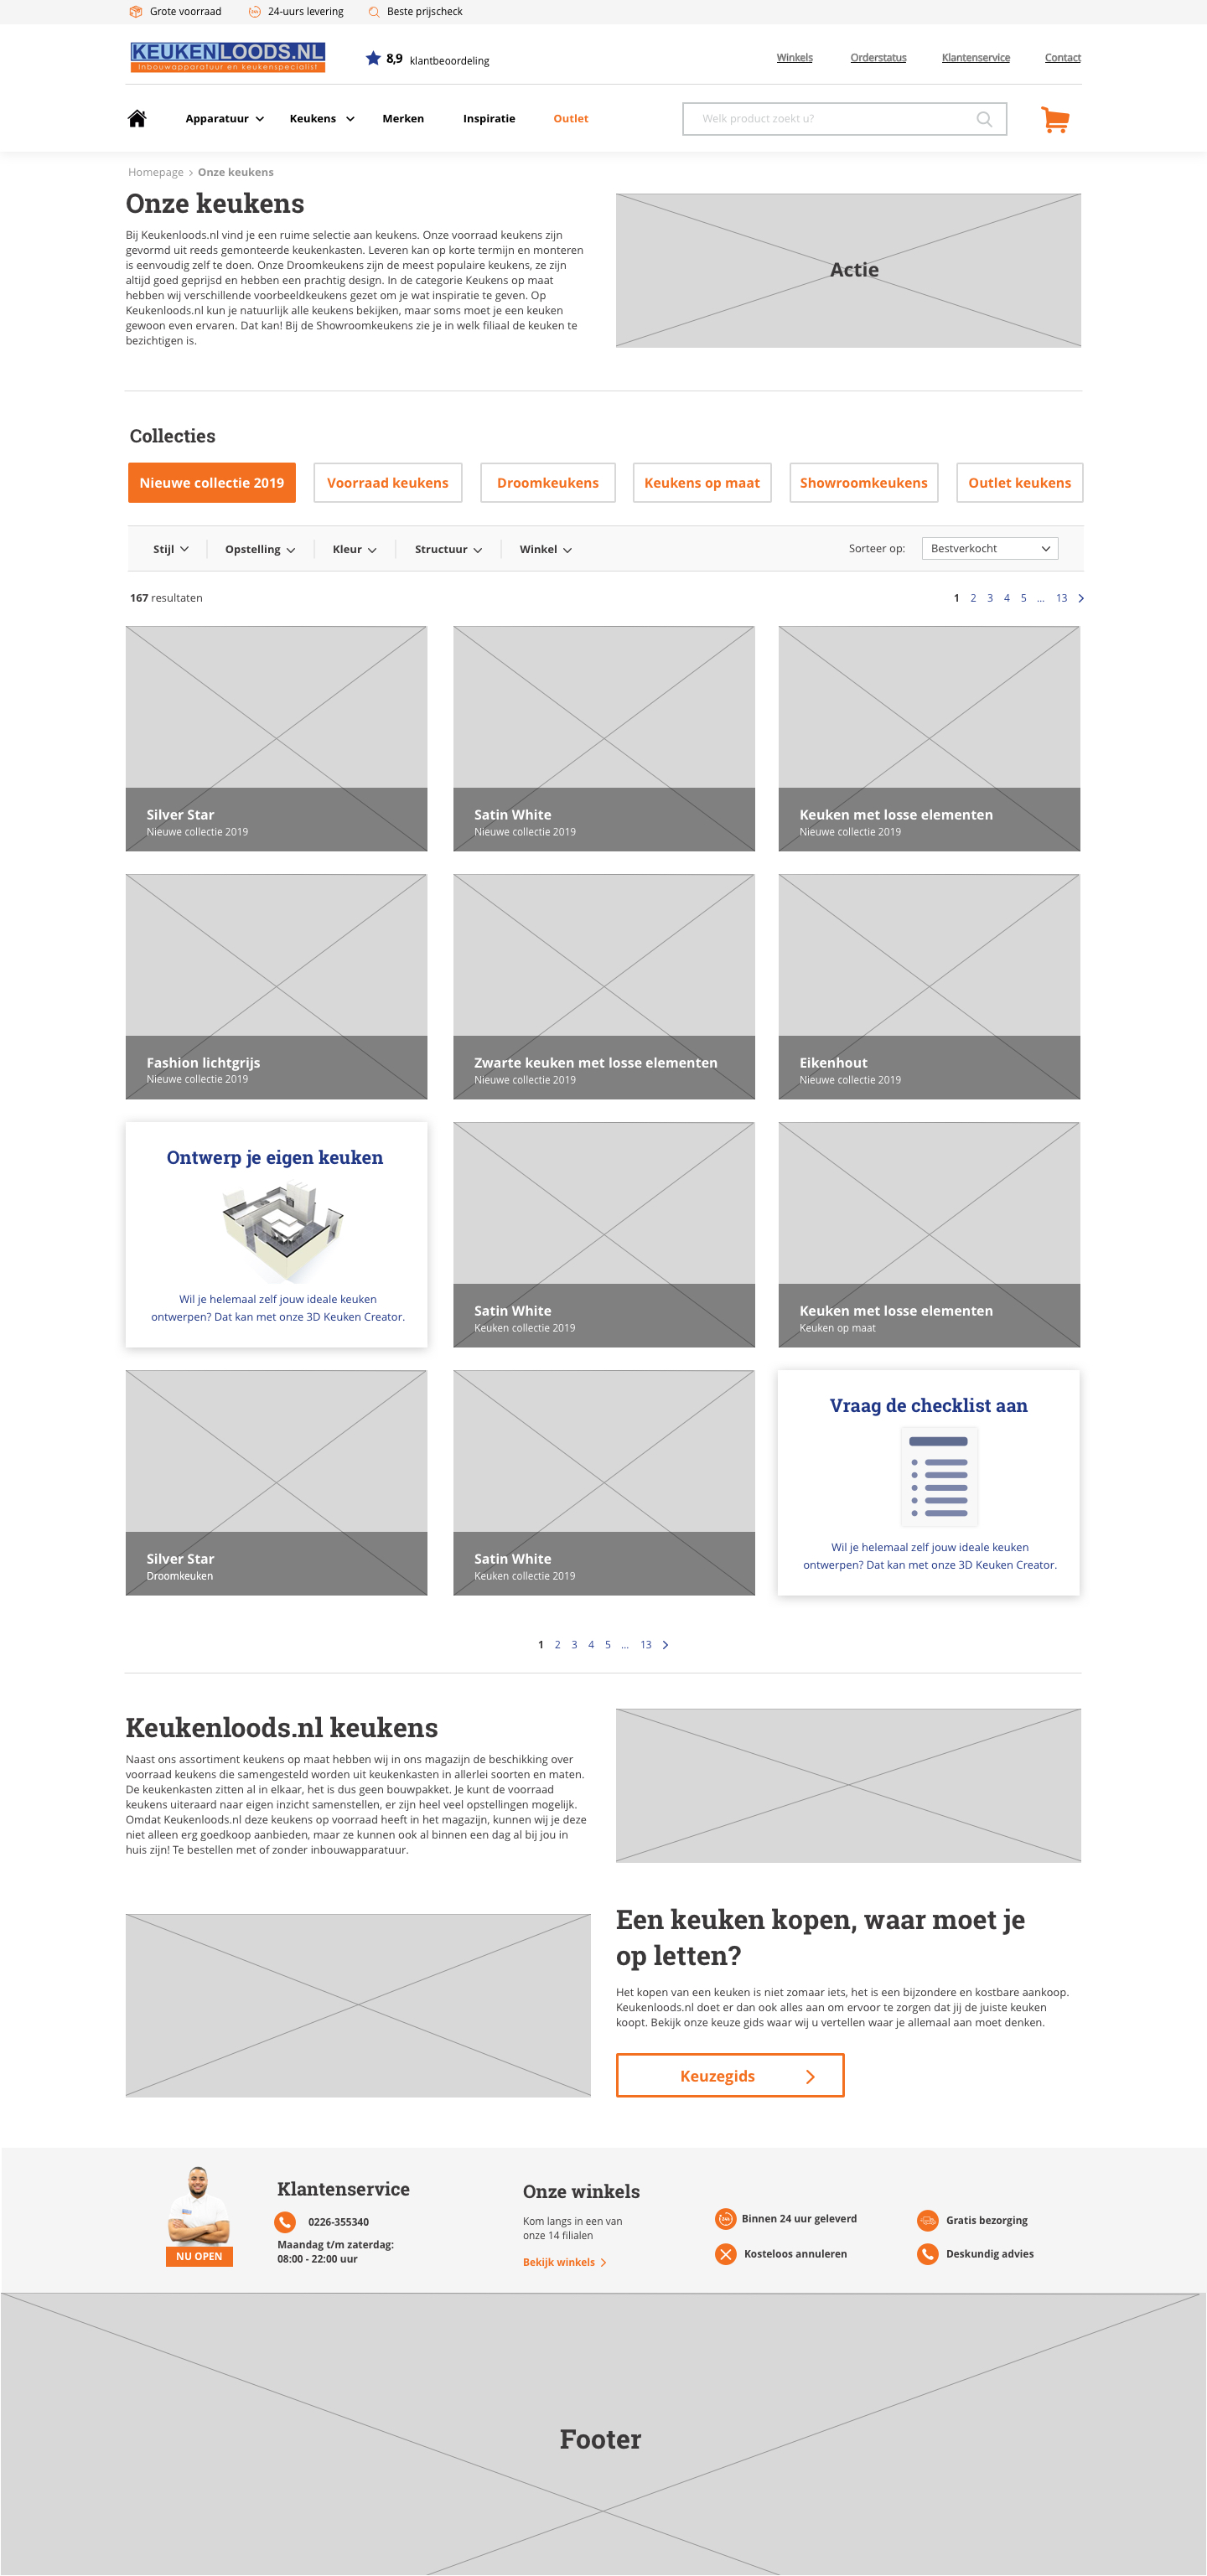 Grote voorraad
24-uurs levering
Beste prijscheck
KEUKENLOODS.NL
Inbouwapparatuur en keukenspecialist
8,9 klantbeoordeling
Winkels
Orderstatus
Klantenservice
Contact
Apparatuur
Keukens
Merken
Inspiratie
Outlet
Welk product zoekt u?
Homepage > Onze keukens
Onze keukens
Bij Keukenloods.nl vind je een ruime selectie aan keukens. Onze voorraad keukens zijn
gevormd uit reeds gemonteerde keukenkasten. Leveren kan op korte termijn en monteren
is eenvoudig zelf te doen. Onze Droomkeukens zijn de meest populaire keukens, ze zijn
altijd goed geprijsd en hebben een prachtig design. In de categorie Keukens op maat
hebben wij verschillende voorbeeldkeukens gezet om je wat inspiratie te geven. Op
Keukenloods.nl kun je natuurlijk alle keukens bekijken, maar soms moet je een keuken
gewoon even ervaren. Dat kan! Bij de Showroomkeukens zie je in welk filiaal de keuken te
bezichtigen is.
Actie
Collecties
Nieuwe collectie 2019
Voorraad keukens
Droomkeukens
Keukens op maat
Showroomkeukens
Outlet keukens
Stijl
Opstelling
Kleur
Structuur
Winkel
Sorteer op:
Bestverkocht
167 resultaten
1 2 3 4 5 ... 13 >
Silver Star
Nieuwe collectie 2019
Satin White
Nieuwe collectie 2019
Keuken met losse elementen
Nieuwe collectie 2019
Fashion lichtgrijs
Nieuwe collectie 2019
Zwarte keuken met losse elementen
Nieuwe collectie 2019
Eikenhout
Nieuwe collectie 2019
Ontwerp je eigen keuken
Wil je helemaal zelf jouw ideale keuken
ontwerpen? Dat kan met onze 3D Keuken Creator.
Satin White
Keuken collectie 2019
Keuken met losse elementen
Keuken op maat
Silver Star
Droomkeuken
Satin White
Keuken collectie 2019
Vraag de checklist aan
Wil je helemaal zelf jouw ideale keuken
ontwerpen? Dat kan met onze 3D Keuken Creator.
1 2 3 4 5 ... 13 >
Keukenloods.nl keukens
Naast ons assortiment keukens op maat hebben wij in ons magazijn de beschikking over
voorraad keukens die samengesteld worden uit keukenkasten in allerlei soorten en maten.
De keukenkasten zitten al in elkaar, het is dus geen bouwpakket. Je kunt de voorraad
keukens uiteraard naar eigen inzicht samenstellen, er zijn heel veel opstellingen mogelijk.
Omdat Keukenloods.nl deze keukens op voorraad heeft in het magazijn, kunnen wij je deze
niet alleen erg goedkoop aanbieden, maar ze kunnen ook al binnen een dag al bij jou in
huis zijn! Te bestellen met of zonder inbouwapparatuur.
Een keuken kopen, waar moet je
op letten?
Het kopen van een keuken is niet zomaar iets, het is een bijzondere en kostbare aankoop.
Keukenloods.nl doet er dan ook alles aan om ervoor te zorgen dat jij de juiste keuken
koopt. Bekijk onze keuze gids waar wij u vertellen waar je allemaal aan moet denken.
Keuzegids
NU OPEN
Klantenservice
0226-355340
Maandag t/m zaterdag:
08:00 - 22:00 uur
Onze winkels
Kom langs in een van
onze 14 filialen
Bekijk winkels
Binnen 24 uur geleverd
Kosteloos annuleren
Gratis bezorging
Deskundig advies
Footer